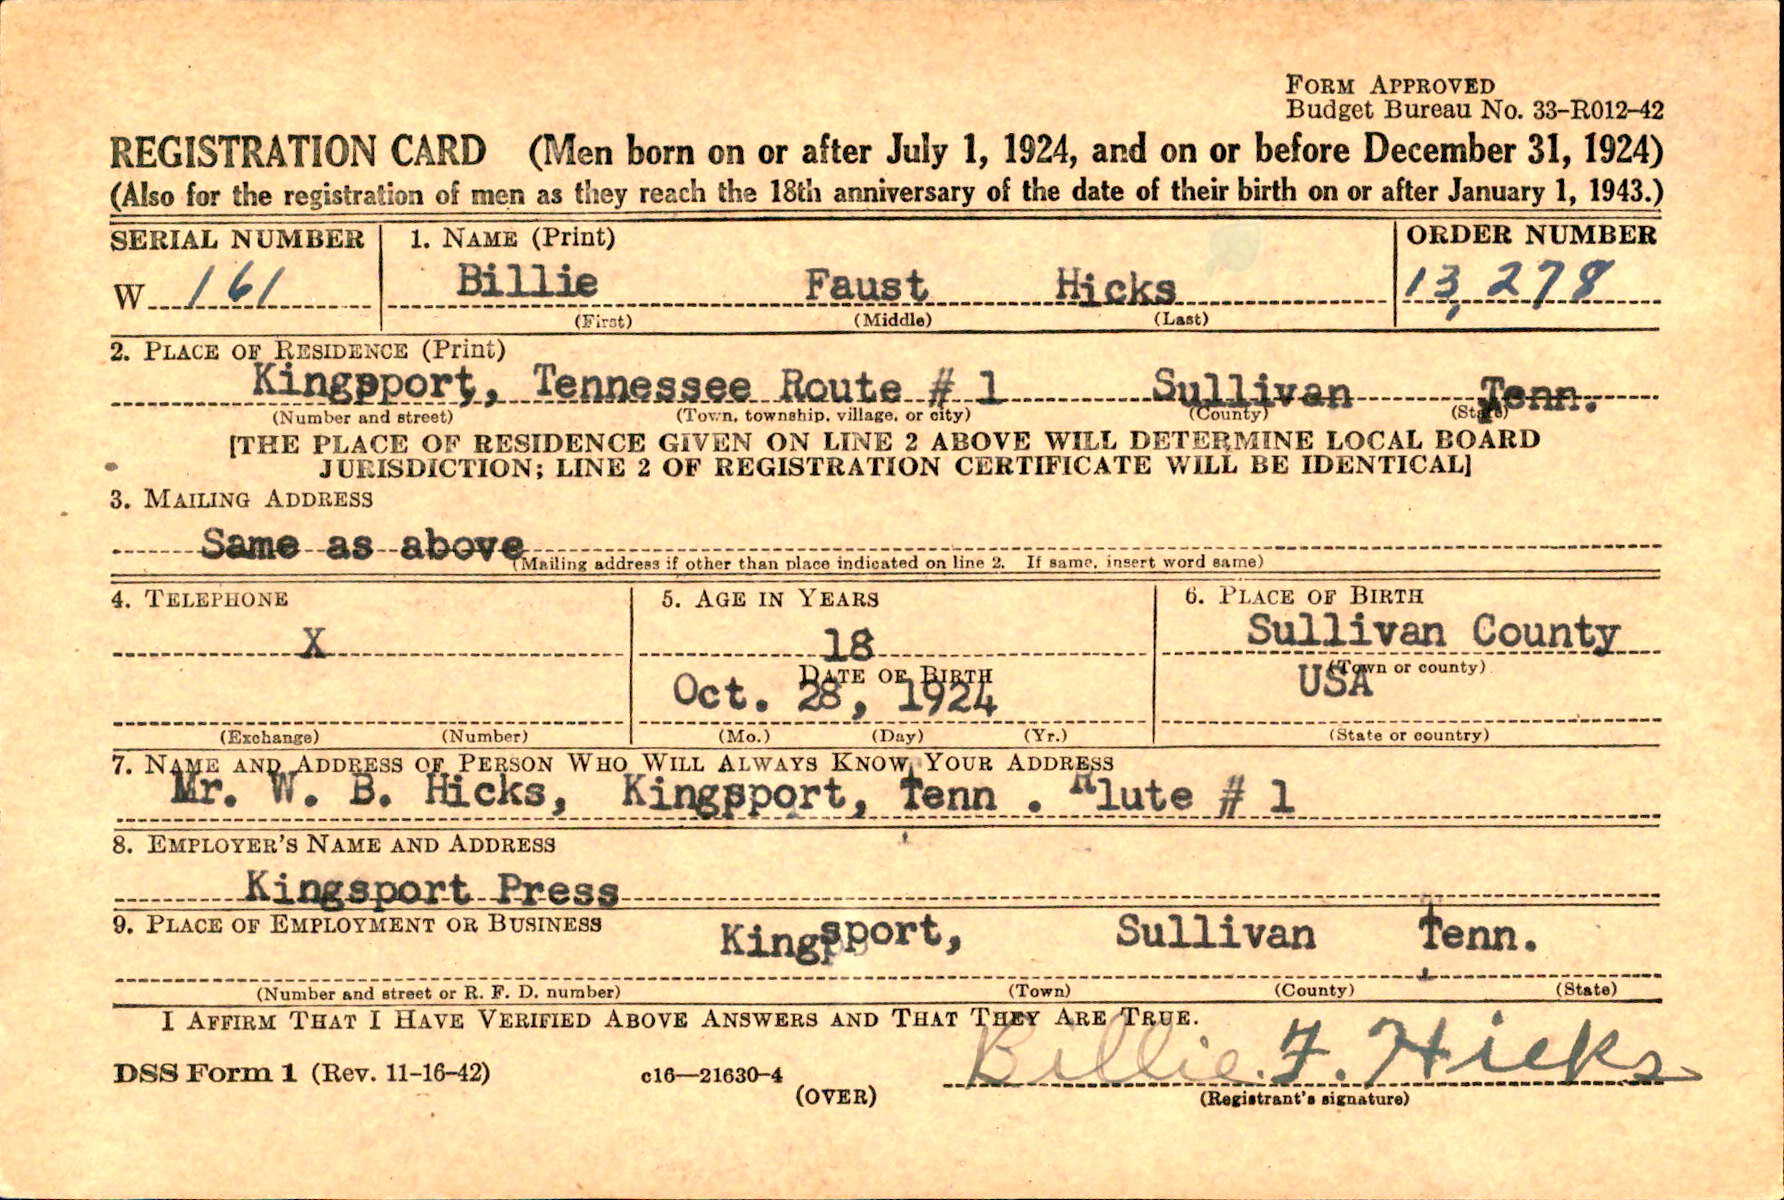 FORM APPROVED
Budget Bureau No. 33-R012-42
REGISTRATION CARD (Men born on or after July 1, 1924, and on or before December 31, 1924)
(Also for the registration of men as they reach the 18th anniversary of the date of their birth on or after January 1, 1943.)
SERIAL NUMBER 1. NAME (Print) ORDER NUMBER
W 161 Billie Faust Hicks 13,278
(First) (Middle) (Last)
2. PLACE OF RESIDENCE (Print)
Kingsport, Tennessee Route # 1 Sullivan Tenn.
(Number and street) (Town, township, village, or city) (County) (State)
[THE PLACE OF RESIDENCE GIVEN ON LINE 2 ABOVE WILL DETERMINE LOCAL BOARD
JURISDICTION; LINE 2 OF REGISTRATION CERTIFICATE WILL BE IDENTICAL]
3. MAILING ADDRESS
Same as above
(Mailing address if other than place indicated on line 2. If same, insert word same)
4. TELEPHONE 5. AGE IN YEARS 6. PLACE OF BIRTH
X 18 Sullivan County
DATE OF BIRTH (Town or county)
Oct. 28, 1924 USA
(Exchange) (Number) (Mo.) (Day) (Yr.) (State or country)
7. NAME AND ADDRESS OF PERSON WHO WILL ALWAYS KNOW YOUR ADDRESS
Mr. W. B. Hicks, Kingsport, Tenn . Rlute # 1
8. EMPLOYER'S NAME AND ADDRESS
Kingsport Press
9. PLACE OF EMPLOYMENT OR BUSINESS
Kingsport, Sullivan Tenn.
(Number and street or R. F. D. number) (Town) (County) (State)
I AFFIRM THAT I HAVE VERIFIED ABOVE ANSWERS AND THAT THEY ARE TRUE.
Billie. F. Hicks
DSS Form 1 (Rev. 11-16-42) c16—21630-4
(OVER) (Registrant's signature)